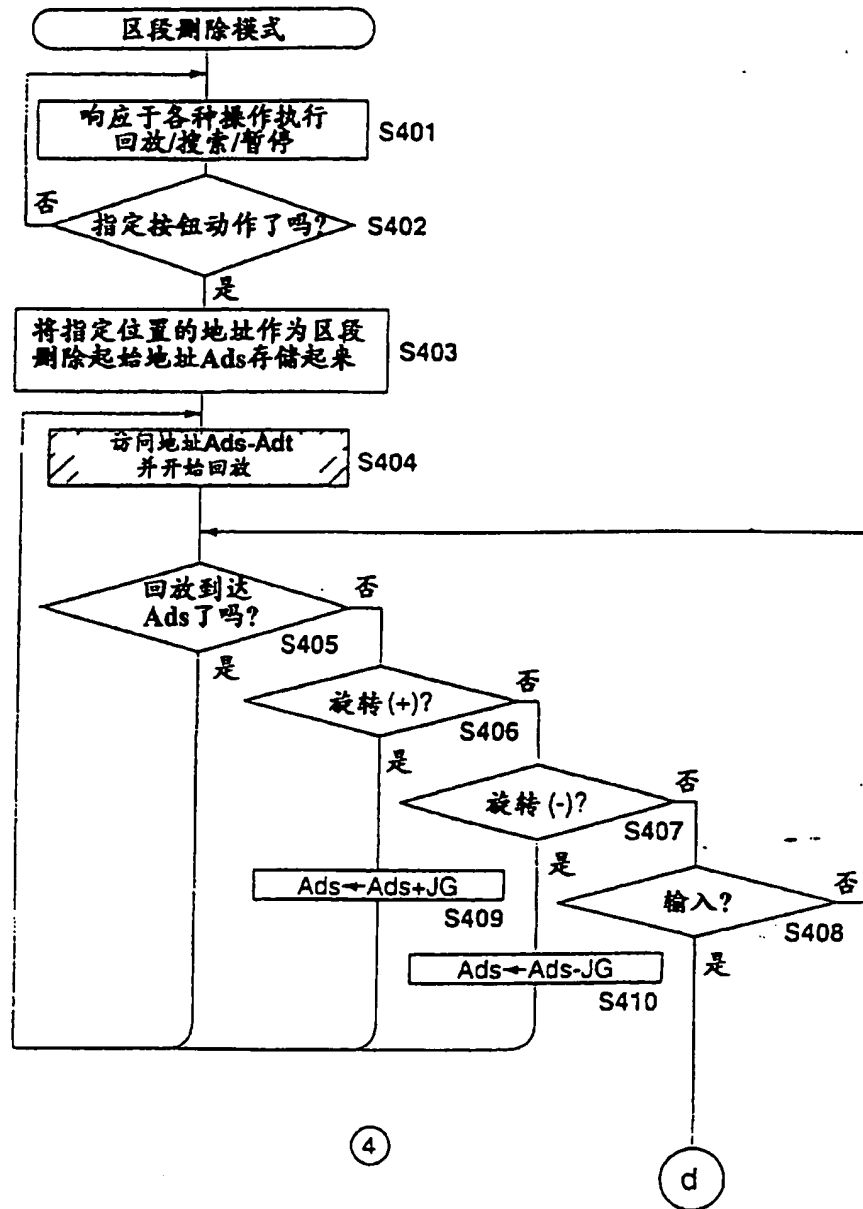 区段删除模式
响应于各种操作执行
回放/搜索/暂停
S401
否
指定按钮动作了吗?
S402
是
将指定位置的地址作为区段
删除起始地址Ads存储起来
S403
访问地址Ads-Adt
并开始回放
S404
回放到达
Ads了吗?
否
S405
是
旋转(+)?
否
S406
是
旋转(-)?
否
S407
是
输入?
否
S408
是
Ads←Ads+JG
S409
Ads←Ads-JG
S410
4
d